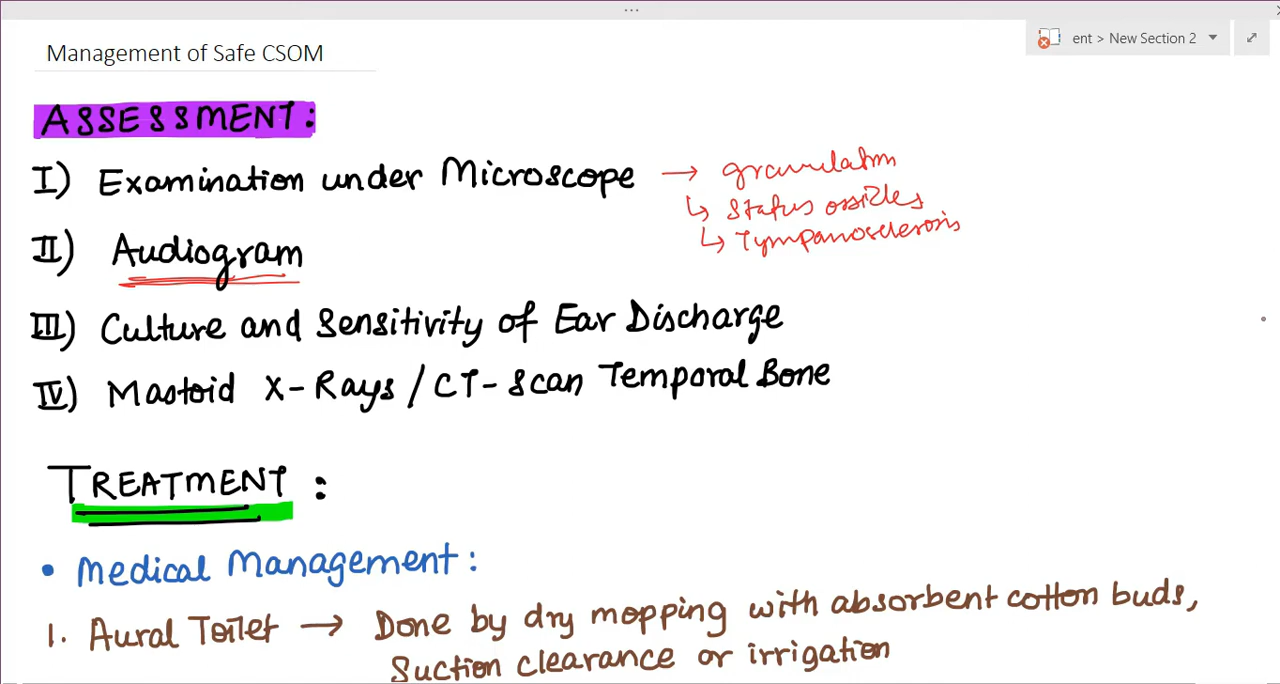 ...
ent > New Section 2
Management of Safe CSOM
ASSESSMENT:
I) Examination under Microscope → granulation
↳ Status ossicles
↳ Tympanosclerosis
II) Audiogram
III) Culture and Sensitivity of Ear Discharge
IV) Mastoid X-Rays / CT-Scan Temporal Bone
TREATMENT :
• Medical Management :
1. Aural Toilet → Done by dry mopping with absorbent cotton buds,
Suction clearance or irrigation